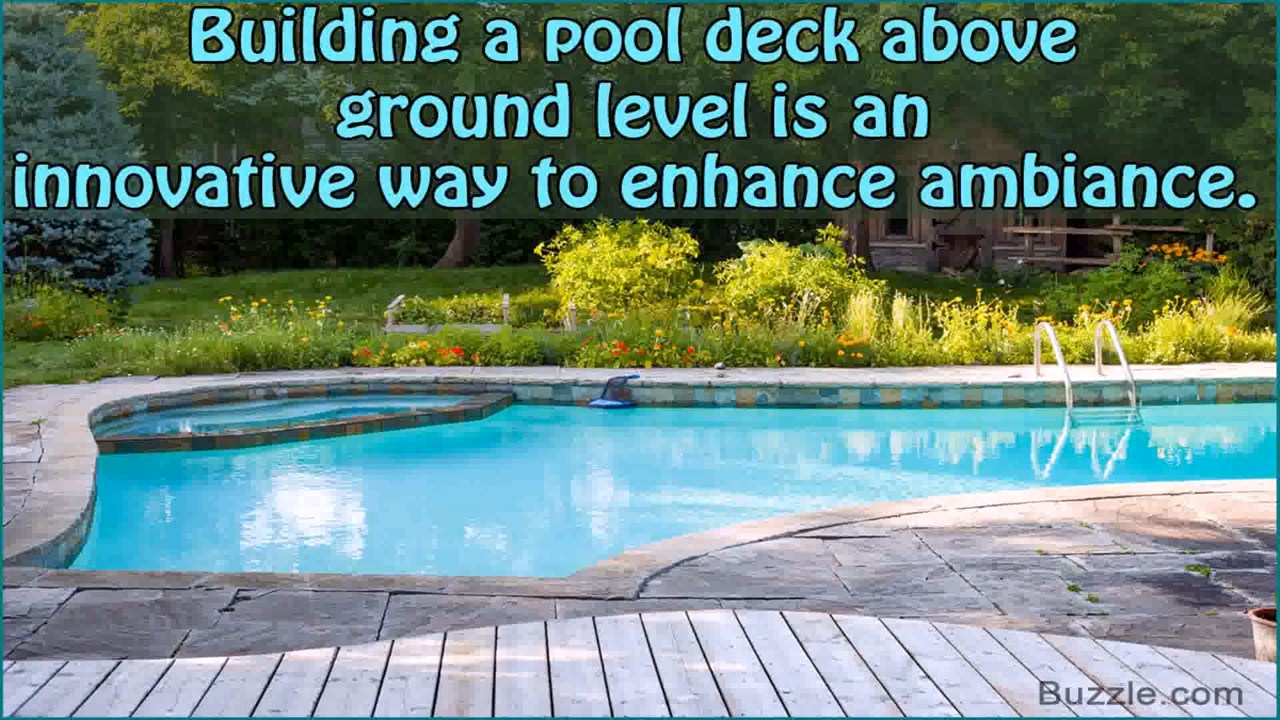 Building a pool deck above
ground level is an
innovative way to enhance ambiance.
Buzzle.com